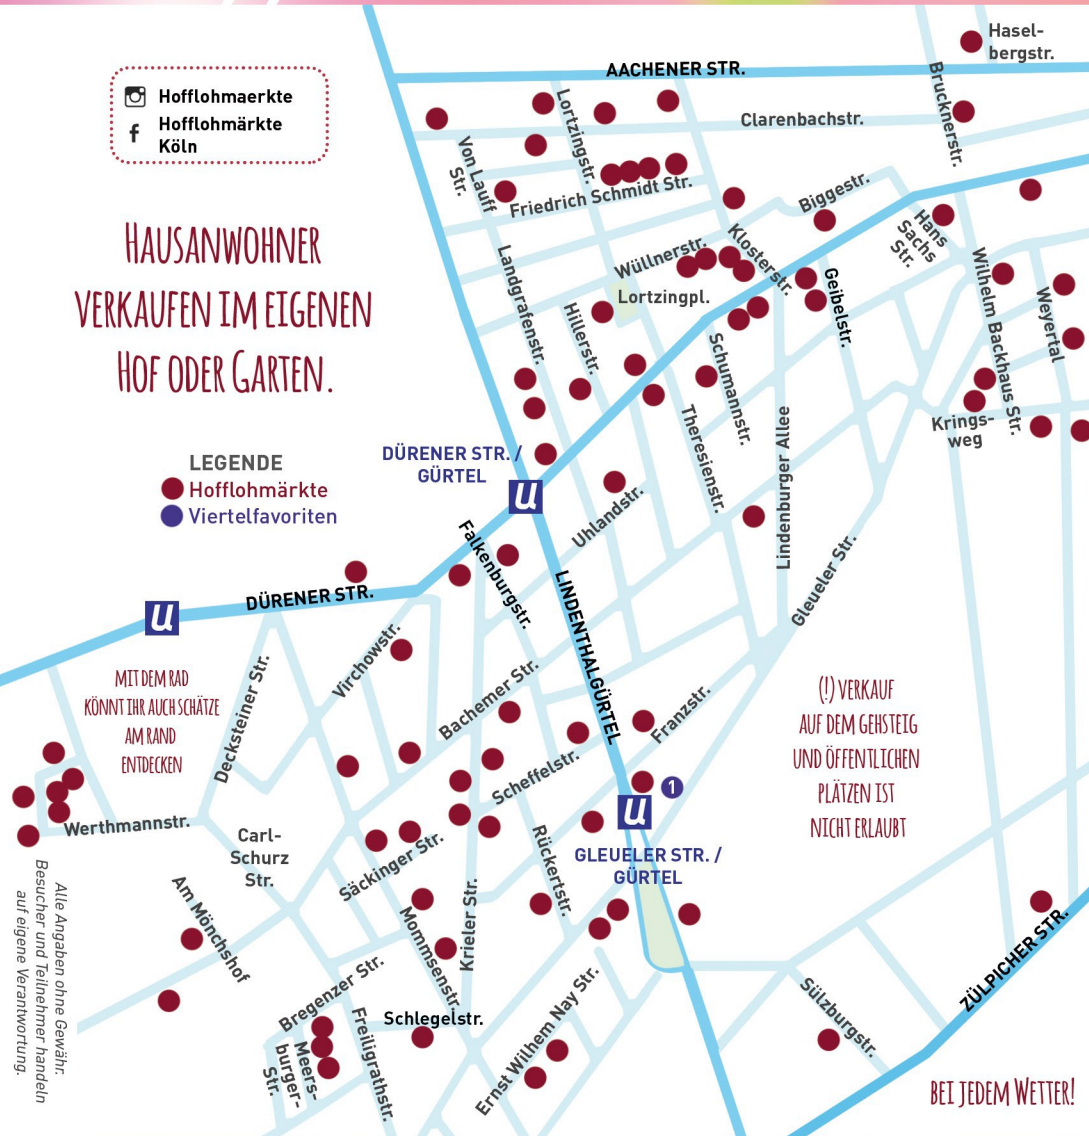 Hasel-
bergstr.
AACHENER STR.
Hofflohmaerkte
Hofflohmärkte
Köln
Brucknerstr.
Lortzingstr.
Clarenbachstr.
Von Lauff
Str.
Friedrich Schmidt Str.
Biggestr.
Hans
Sachs
Str.
HAUSANWOHNER
VERKAUFEN IM EIGENEN
HOF ODER GARTEN.
Klosterstr.
Wüllnerstr.
Landgrafenstr.
Lortzingpl.
Geibelstr.
Wilhelm Backhaus Str.
Weyertal
Hillerstr.
Schumannstr.
Theresienstr.
Lindenburger Allee
Krings-
weg
DÜRENER STR. /
GÜRTEL
u
LEGENDE
Hofflohmärkte
Viertelfavoriten
Uhlandstr.
Falkenburgstr.
Gleueler Str.
DÜRENER STR.
u
LINDENTHALGÜRTEL
Virchowstr.
Decksteiner Str.
Bachemer Str.
Franzstr.
MIT DEM RAD
KÖNNT IHR AUCH SCHÄTZE
AM RAND
ENTDECKEN
(!) VERKAUF
AUF DEM GEHSTEIG
UND ÖFFENTLICHEN
PLÄTZEN IST
NICHT ERLAUBT
Scheffelstr.
1
u
Werthmannstr.
Carl-
Schurz
Str.
GLEUELER STR. /
GÜRTEL
Säckinger Str.
Rückertstr.
Am Mönchshof
Mommsenstr.
Krieler Str.
Alle Angaben ohne Gewähr.
Besucher und Teilnehmer handeln
auf eigene Verantwortung.
Bregenzer Str.
Schlegelstr.
Freiligrathstr.
Meers-
burger-
Str.
Ernst Wilhem Nay Str.
Sülzburgstr.
ZÜLPICHER STR.
BEI JEDEM WETTER!